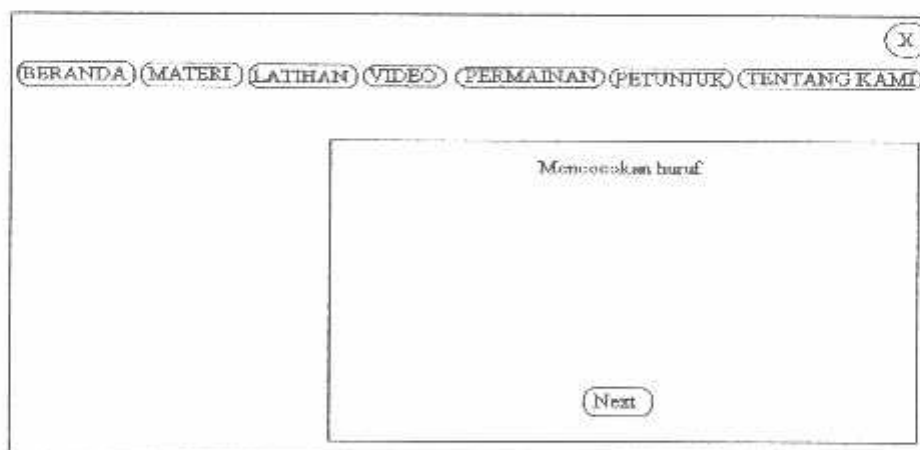 X
BERANDA MATERI LATIHAN VIDEO PERMAINAN PETUNJUK TENTANG KAMI
Mencocokan huruf
Next